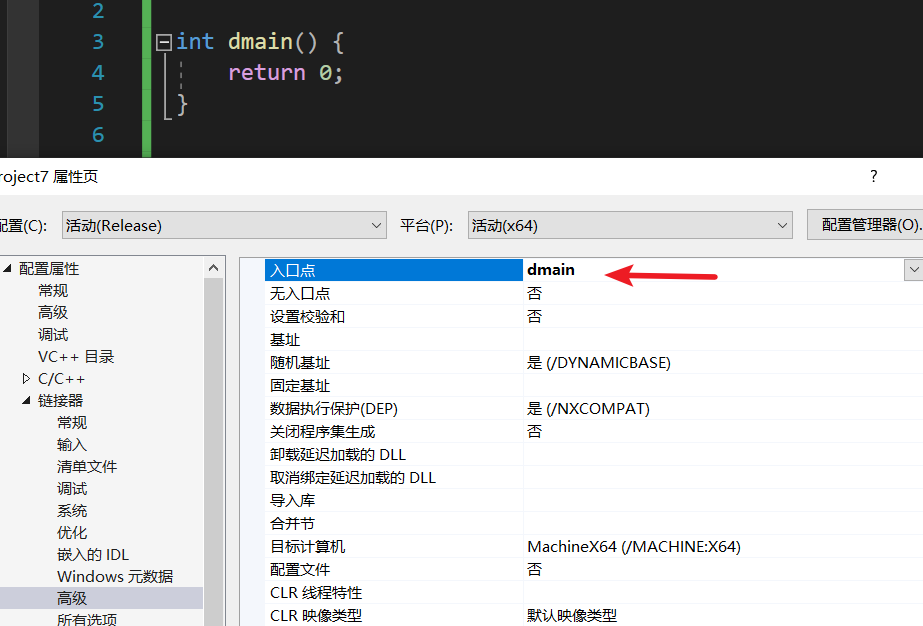 2
3 int dmain() {
4 return 0;
5 }
6
roject7 属性页 ?
配置(C): 活动(Release) 平台(P): 活动(x64) 配置管理器(O)..
配置属性
常规
高级
调试
VC++ 目录
C/C++
链接器
常规
输入
清单文件
调试
系统
优化
嵌入的 IDL
Windows 元数据
高级
所有选项
入口点 dmain
无入口点 否
设置校验和 否
基址
随机基址 是 (/DYNAMICBASE)
固定基址
数据执行保护(DEP) 是 (/NXCOMPAT)
关闭程序集生成 否
卸载延迟加载的 DLL
取消绑定延迟加载的 DLL
导入库
合并节
目标计算机 MachineX64 (/MACHINE:X64)
配置文件 否
CLR 线程特性
CLR 映像类型 默认映像类型